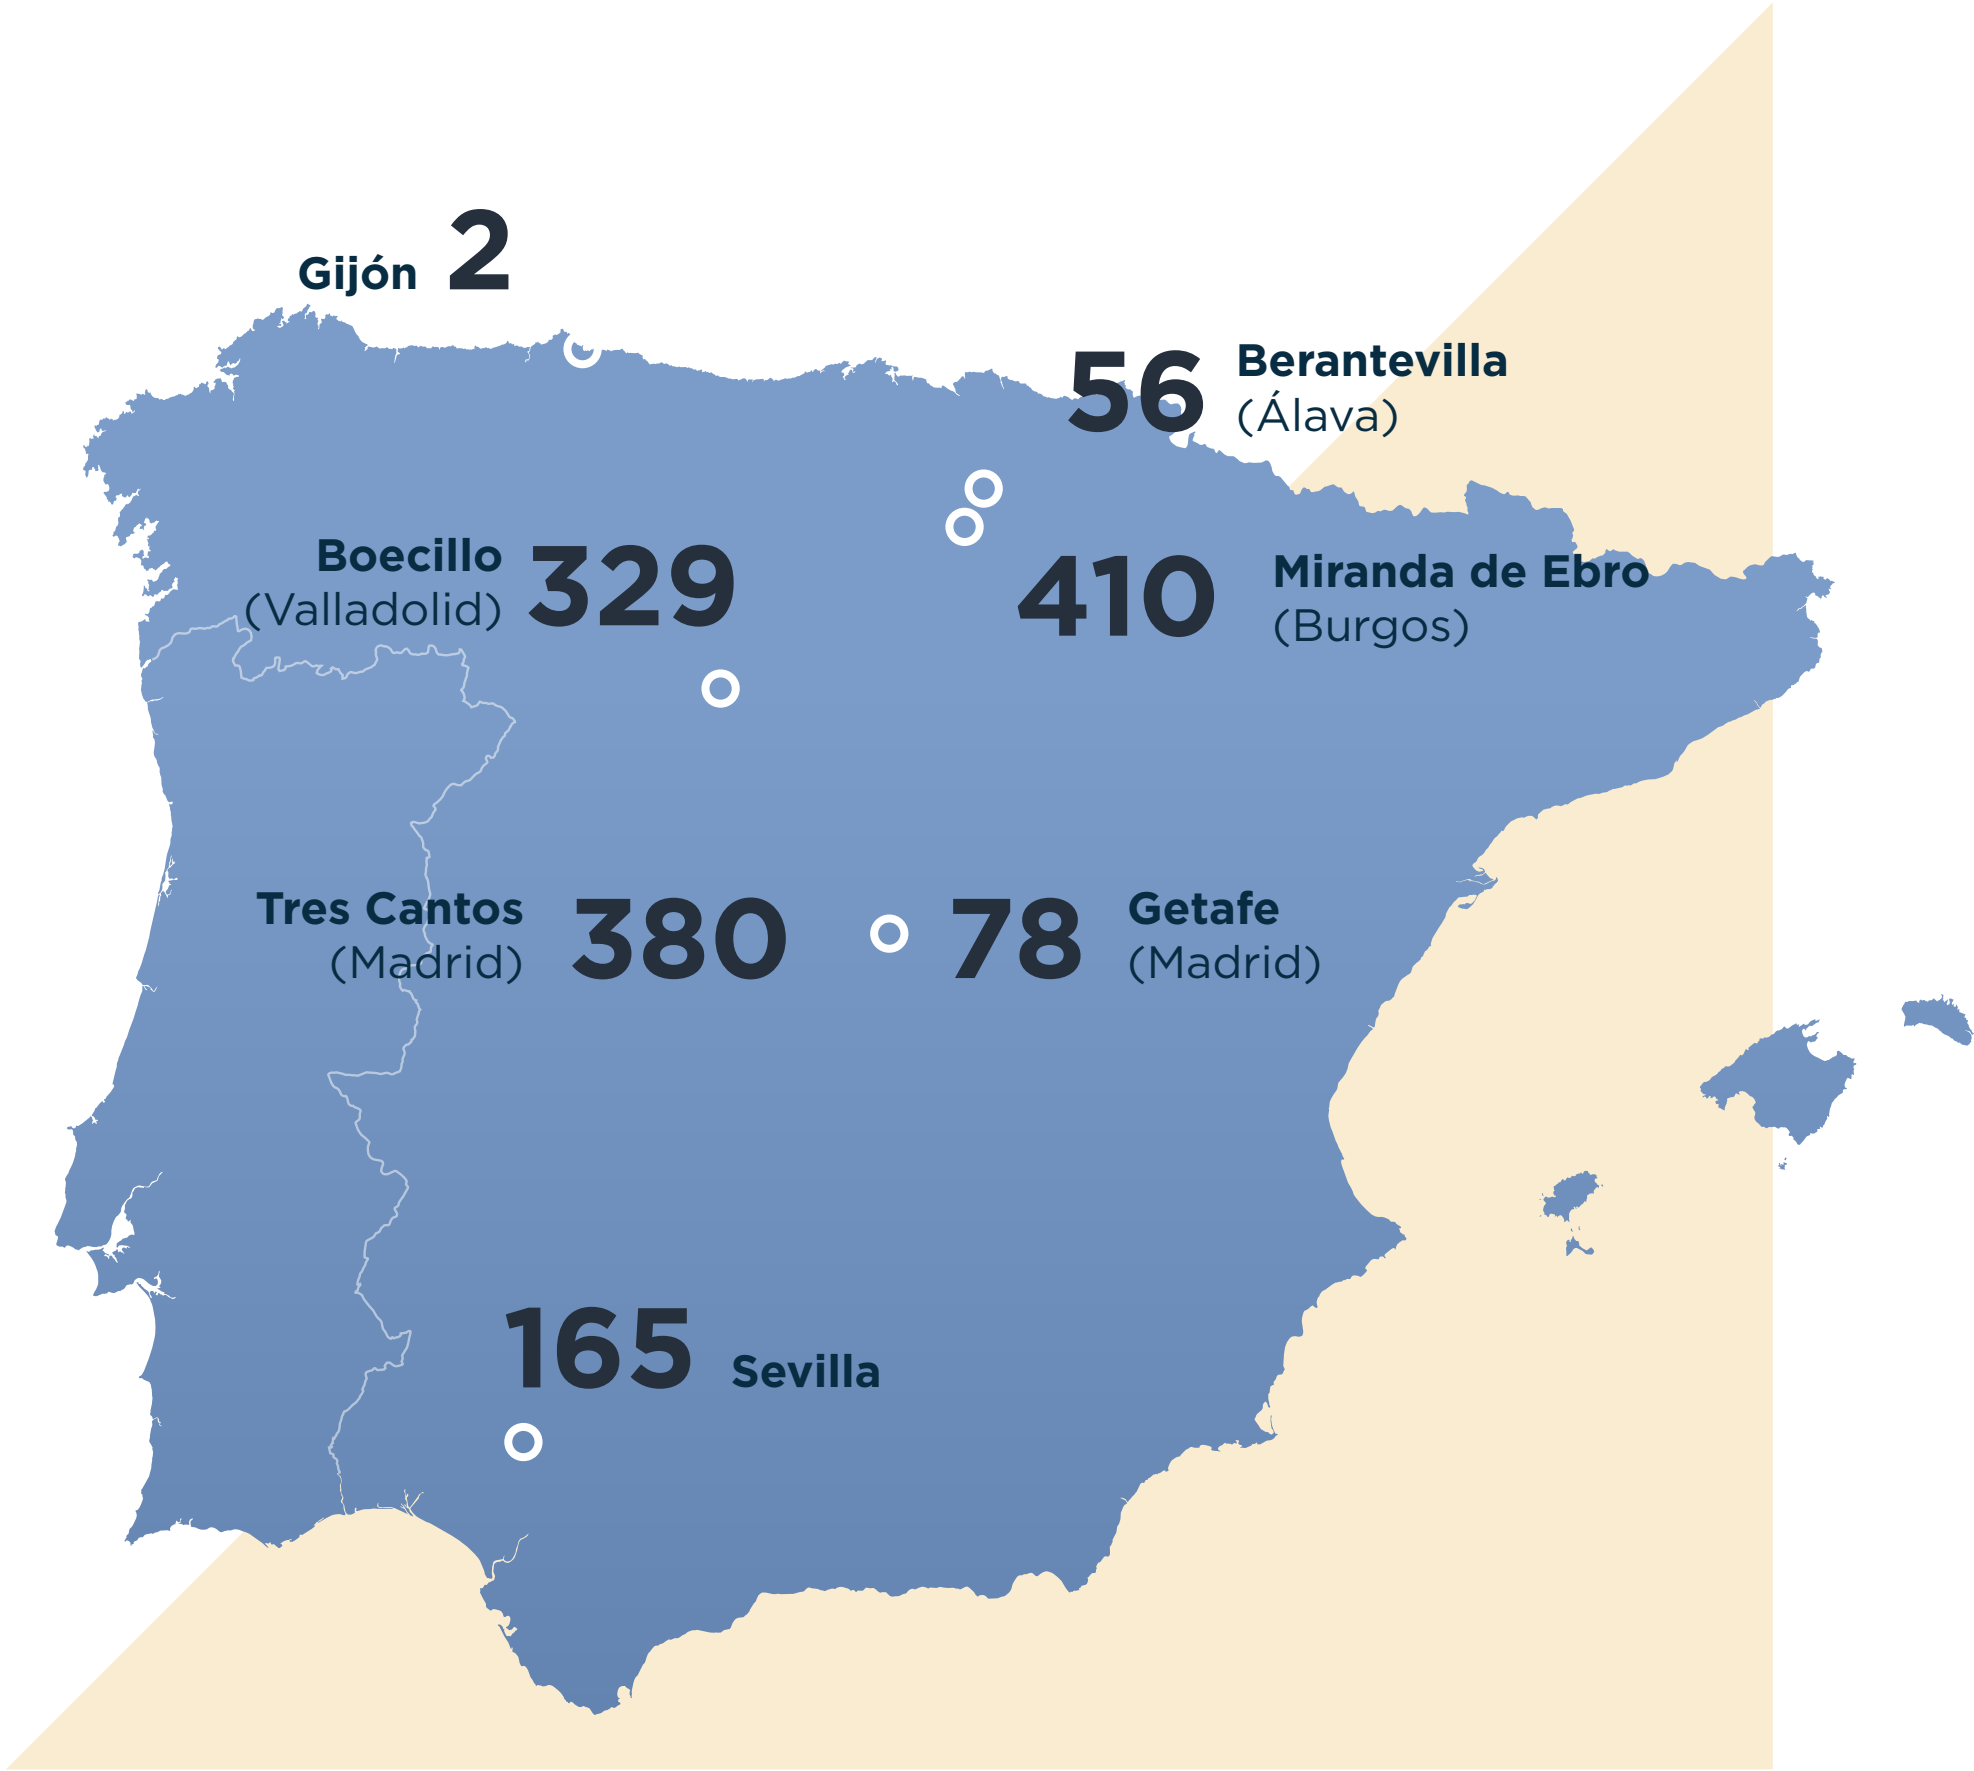 Gijón 2
56 Berantevilla
(Álava)
Boecillo 329
(Valladolid)
410 Miranda de Ebro
(Burgos)
Tres Cantos 380
(Madrid)
78 Getafe
(Madrid)
165 Sevilla